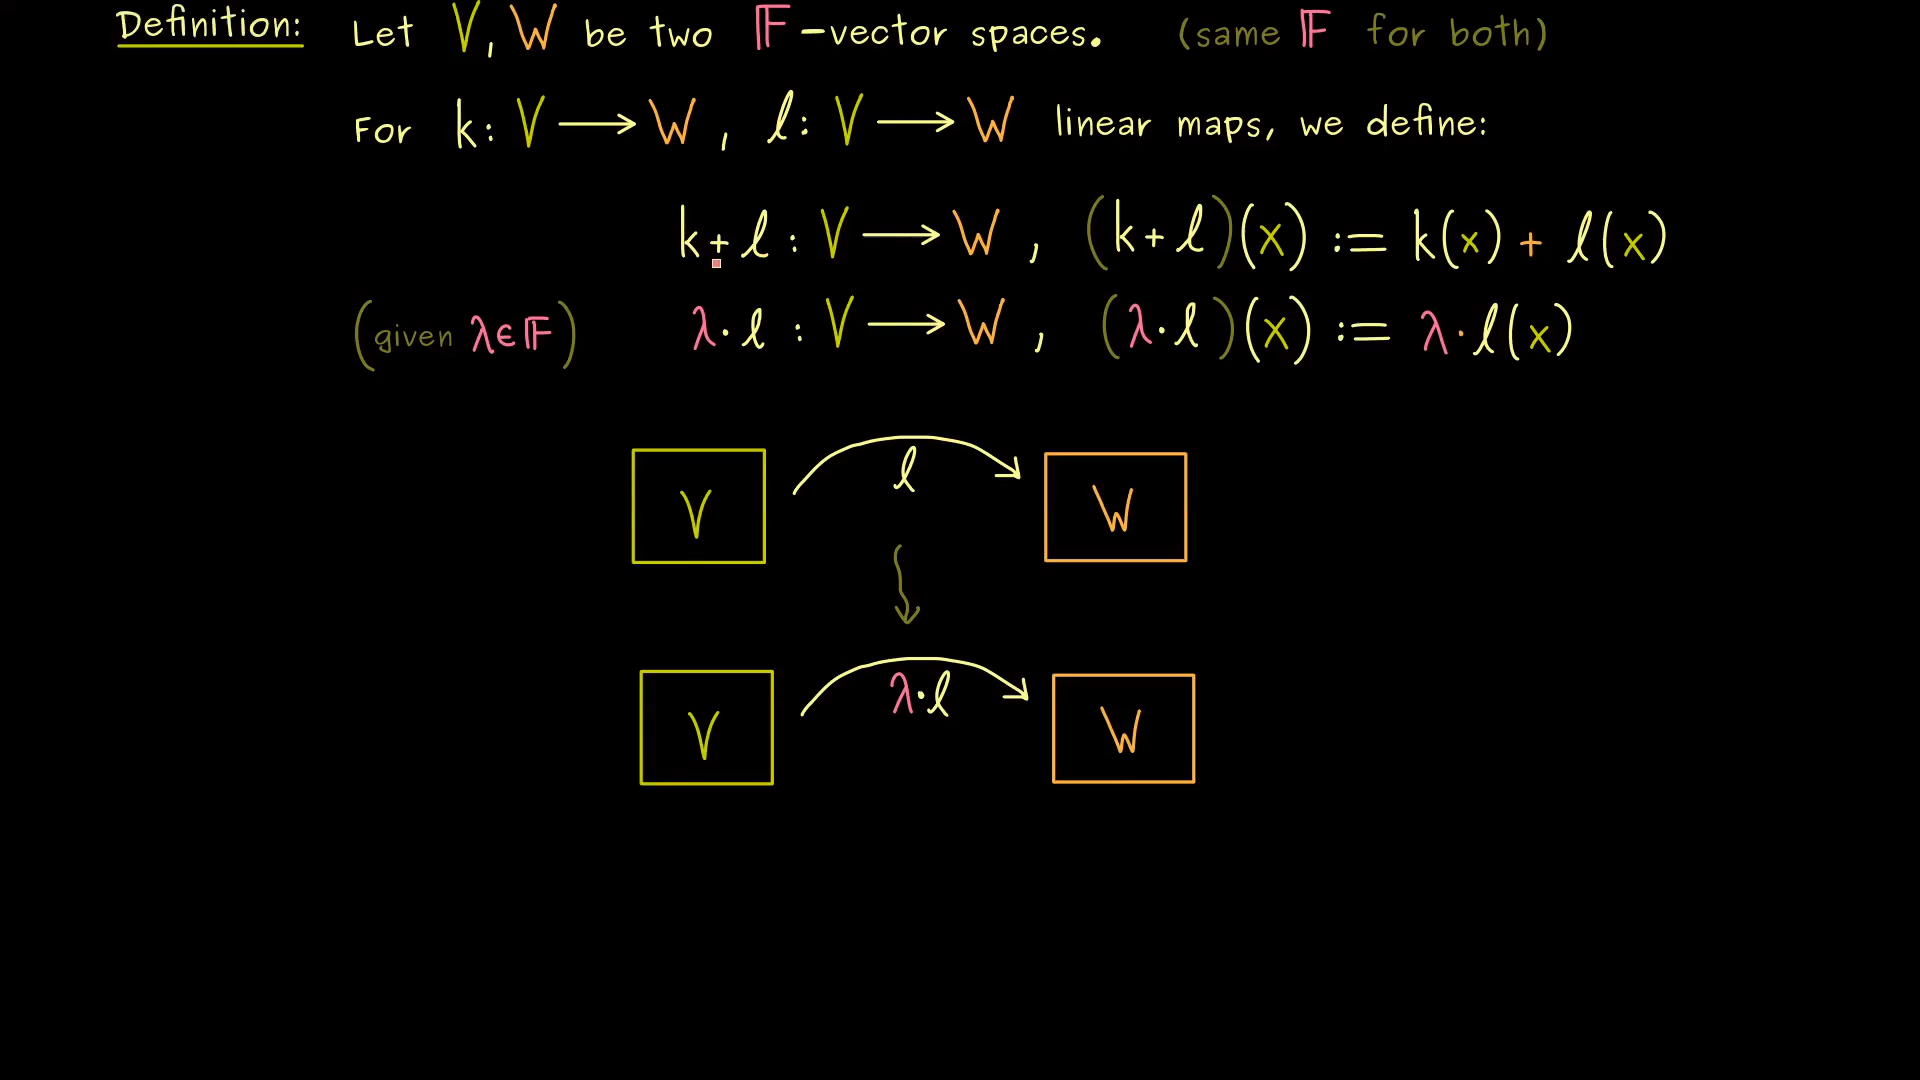 Definition: Let V, W be two 𝔽-vector spaces. (same 𝔽 for both)
For k: V ⟶ W, ℓ: V ⟶ W linear maps, we define:
k+ℓ : V ⟶ W, (k+ℓ)(x) := k(x) + ℓ(x)
(given λ∈𝔽) λ·ℓ : V ⟶ W, (λ·ℓ)(x) := λ·ℓ(x)
V ℓ W
V λ·ℓ W